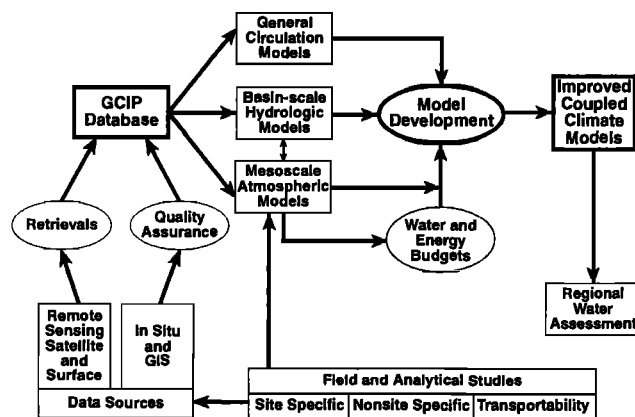 General
Circulation
Models
GCIP
Database
Basin-scale
Hydrologic
Models
Model
Development
Improved
Coupled
Climate
Models
Mesoscale
Atmospheric
Models
Retrievals
Quality
Assurance
Water and
Energy
Budgets
Regional
Water
Assessment
Remote
Sensing
Satellite
and
Surface
In Situ
and
GIS
Data Sources
Field and Analytical Studies
Site Specific
Nonsite Specific
Transportability